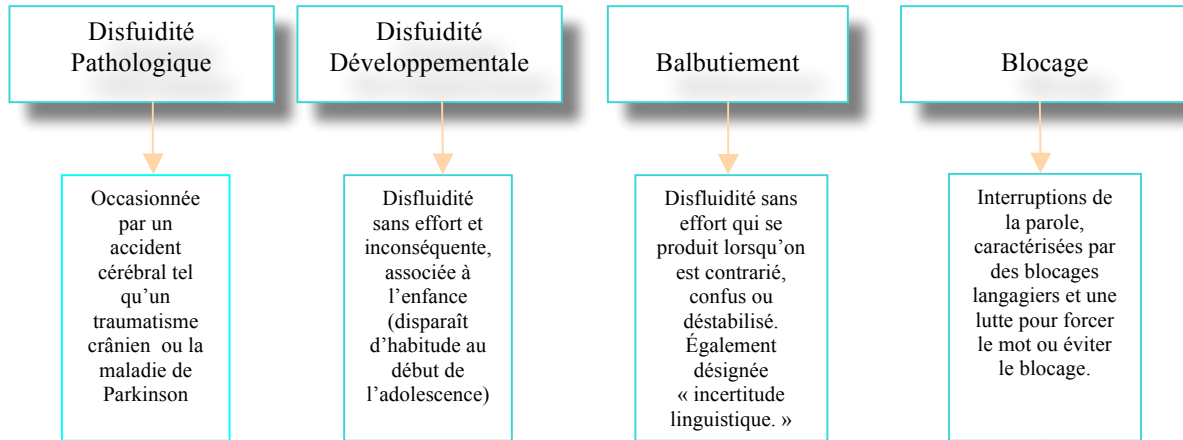 Disfuidité
Pathologique
Disfuidité
Développementale
Balbutiement
Blocage
Occasionnée
par un
accident
cérébral tel
qu’un
traumatisme
crânien ou la
maladie de
Parkinson
Disfluidité
sans effort et
inconséquente,
associée à
l’enfance
(disparaît
d’habitude au
début de
l’adolescence)
Disfluidité sans
effort qui se
produit lorsqu’on
est contrarié,
confus ou
déstabilisé.
Également
désignée
« incertitude
linguistique. »
Interruptions de
la parole,
caractérisées par
des blocages
langagiers et une
lutte pour forcer
le mot ou éviter
le blocage.